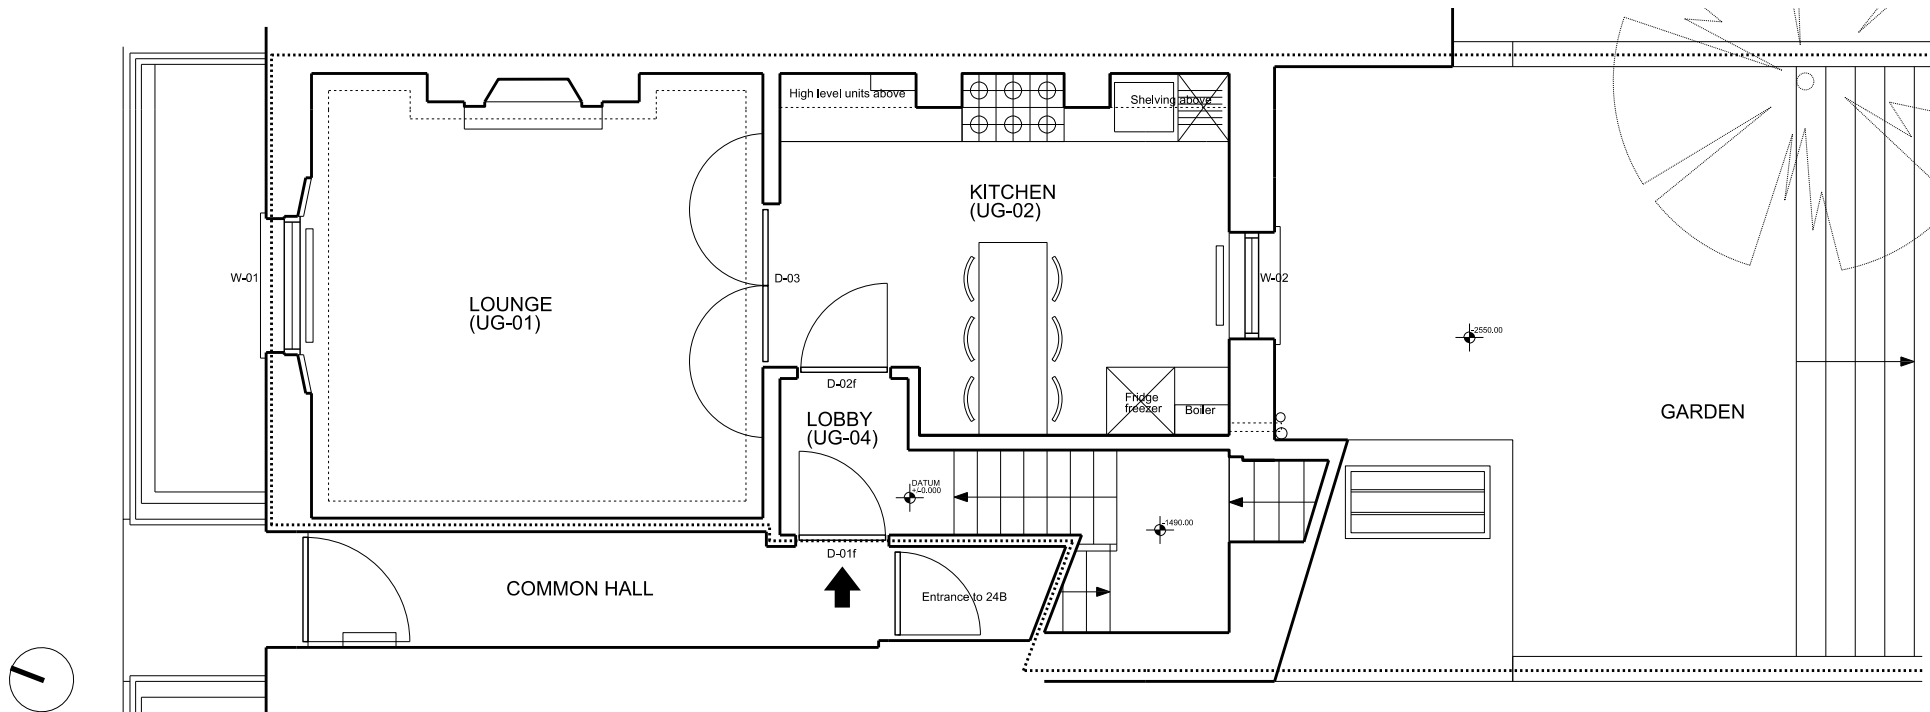 High level units above
Shelving above
KITCHEN
(UG-02)
W-01
D-03
W-02
LOUNGE
(UG-01)
-2550.00
D-02f
Fridge
freezer
Boiler
LOBBY
(UG-04)
GARDEN
DATUM
+/-0.000
-1490.00
D-01f
COMMON HALL
Entrance to 24B